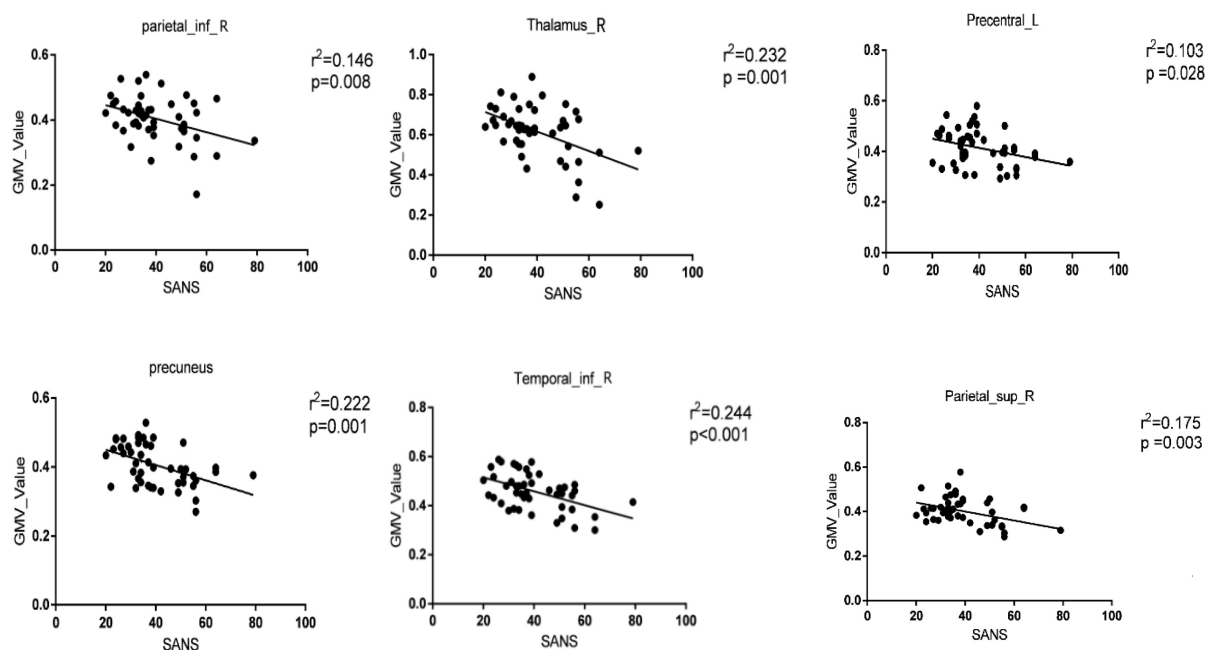 parietal_inf_R
r²=0.146
p=0.008
GMV_Value
0.6
0.4
0.2
0.0
0 20 40 60 80 100
SANS
Thalamus_R
r²=0.232
p =0.001
GMV_Value
1.0
0.8
0.6
0.4
0.2
0.0
0 20 40 60 80 100
SANS
Precentral_L
r²=0.103
p =0.028
GMV_Value
0.8
0.6
0.4
0.2
0.0
0 20 40 60 80 100
SANS
precuneus
r²=0.222
p=0.001
GMV_Value
0.6
0.4
0.2
0.0
0 20 40 60 80 100
SANS
Temporal_inf_R
r²=0.244
p<0.001
GMV_Value
0.8
0.6
0.4
0.2
0.0
0 20 40 60 80 100
SANS
Parietal_sup_R
r²=0.175
p =0.003
GMV_Value
0.8
0.6
0.4
0.2
0.0
0 20 40 60 80 100
SANS